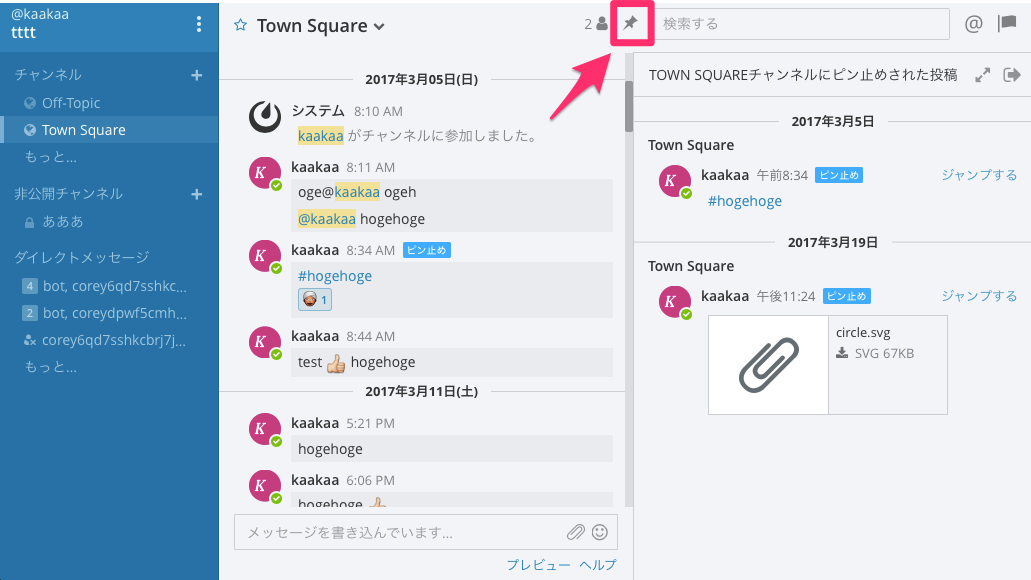 @kaakaa
tttt
チャンネル
Off-Topic
Town Square
もっと...
非公開チャンネル
あああ
ダイレクトメッセージ
4 bot, corey6qd7sshkc...
2 bot, coreydpwf5cmh...
corey6qd7sshkcbrj7j...
もっと...
Town Square
2
検索する
@
2017年3月05日(日)
システム 8:10 AM
kaakaa がチャンネルに参加しました。
kaakaa 8:11 AM
oge@kaakaa ogeh
@kaakaa hogehoge
kaakaa 8:34 AM ピン止め
#hogehoge
1
kaakaa 8:44 AM
test hogehoge
2017年3月11日(土)
kaakaa 5:21 PM
hogehoge
kaakaa 6:06 PM
hogehoge
メッセージを書き込んでいます...
プレビュー ヘルプ
TOWN SQUAREチャンネルにピン止めされた投稿
2017年3月5日
Town Square
kaakaa 午前8:34 ピン止め ジャンプする
#hogehoge
2017年3月19日
Town Square
kaakaa 午後11:24 ピン止め ジャンプする
circle.svg
SVG 67KB